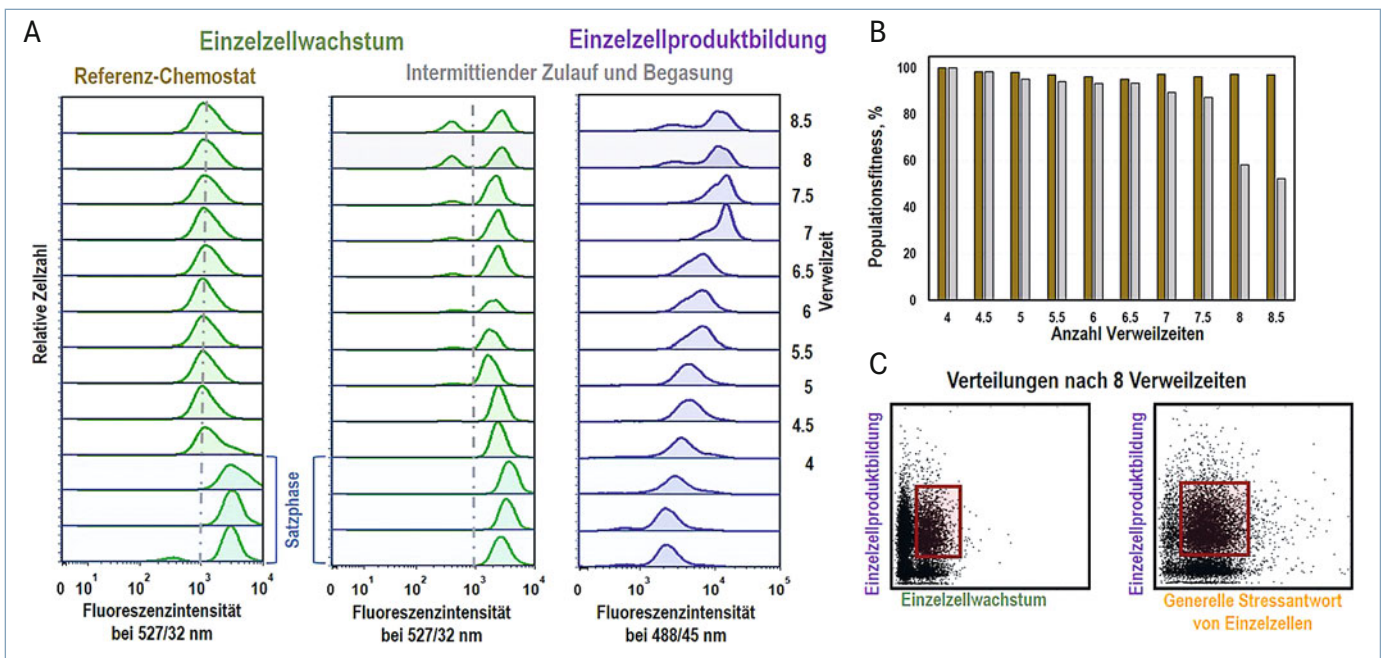 A
Einzelzellwachstum
Einzelzellproduktbildung
Referenz-Chemostat
Intermittiender Zulauf und Begasung
Relative Zellzahl
Satzphase
8.5
8
7.5
7
6.5
6
5.5
5
4.5
4
Verweilzeit
0 10¹ 10² 10³ 10⁴
Fluoreszenzintensität
bei 527/32 nm
0 10¹ 10² 10³ 10⁴
Fluoreszenzintensität
bei 527/32 nm
0 10³ 10⁴ 10⁵
Fluoreszenzintensität
bei 488/45 nm
B
Populationsfitness, %
100
80
60
40
20
0
4 4.5 5 5.5 6 6.5 7 7.5 8 8.5
Anzahl Verweilzeiten
C
Verteilungen nach 8 Verweilzeiten
Einzelzellproduktbildung
Einzelzellwachstum
Einzelzellproduktbildung
Generelle Stressantwort
von Einzelzellen